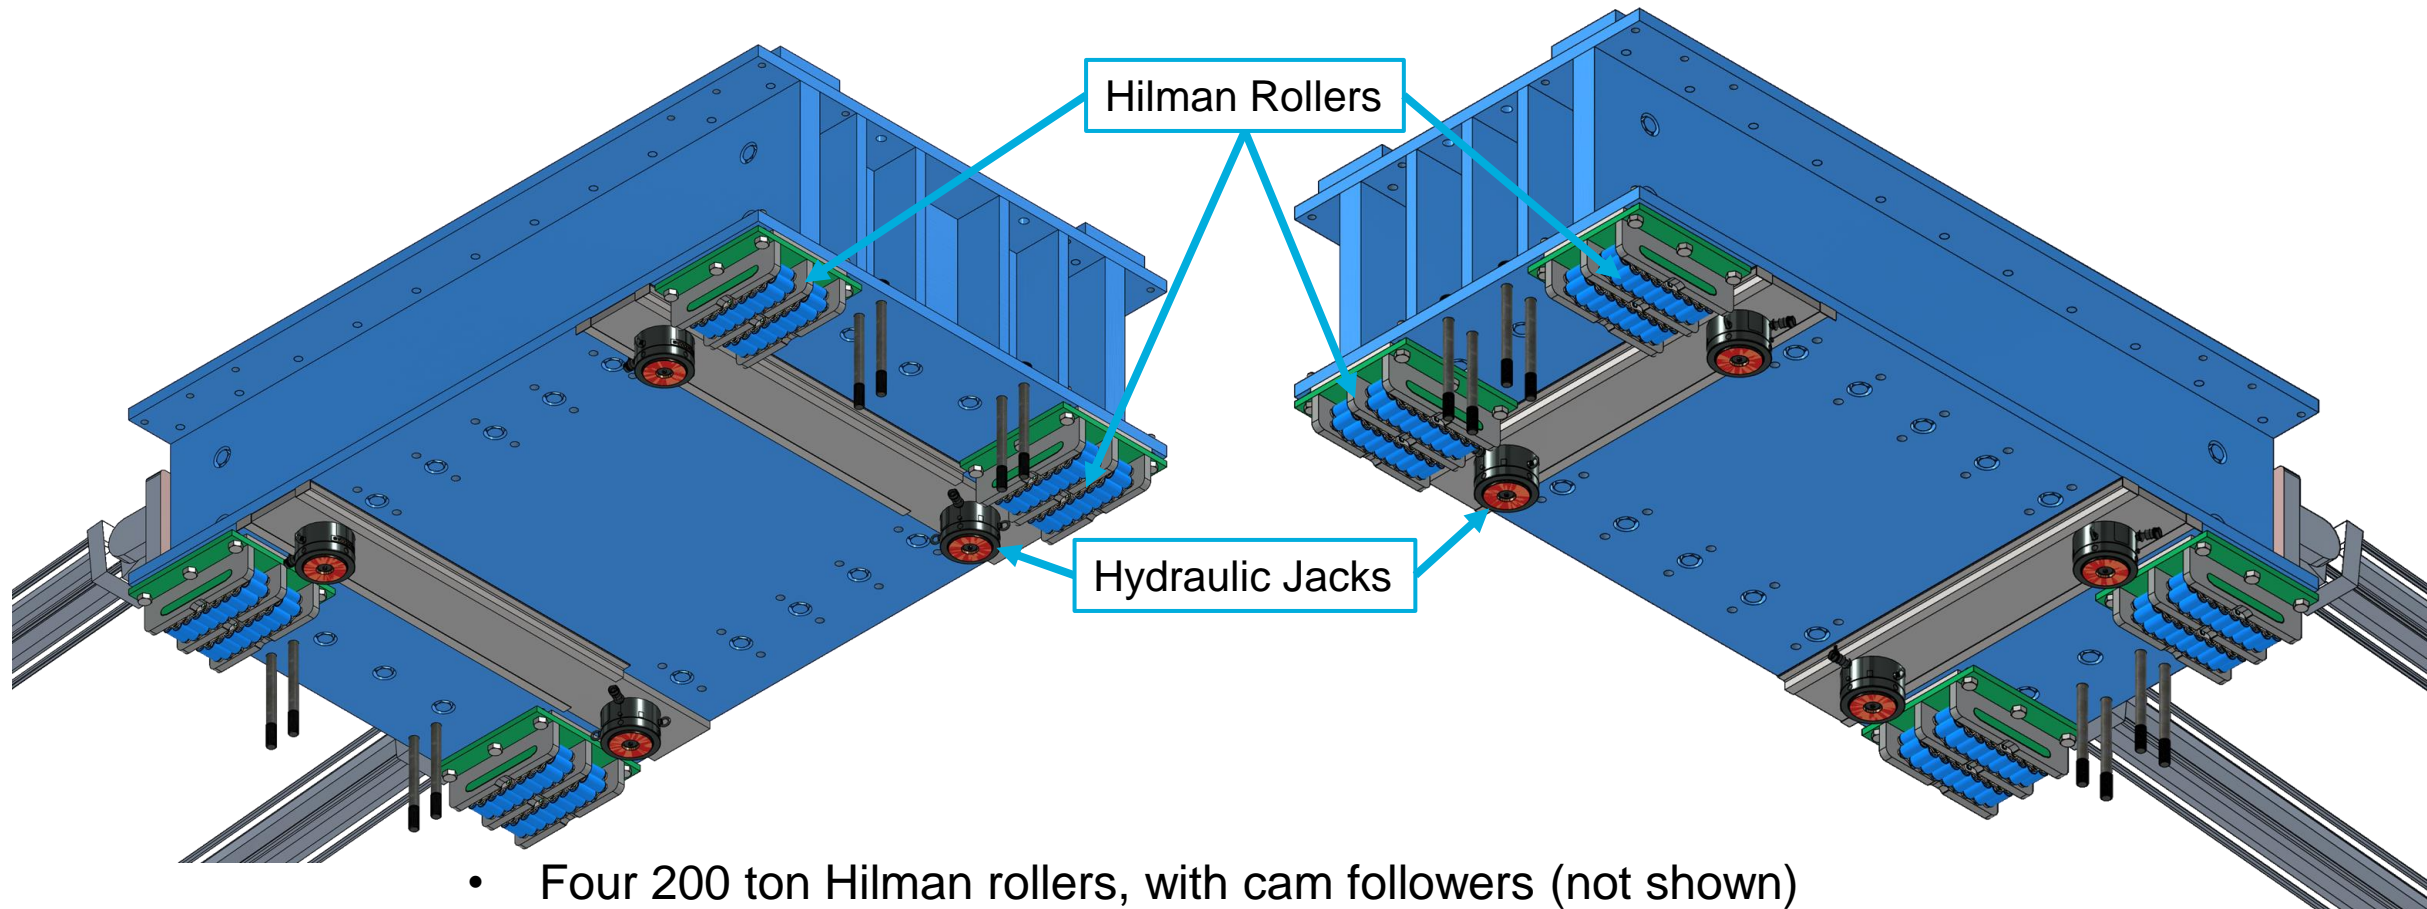 Hilman Rollers
Hydraulic Jacks
• Four 200 ton Hilman rollers, with cam followers (not shown)